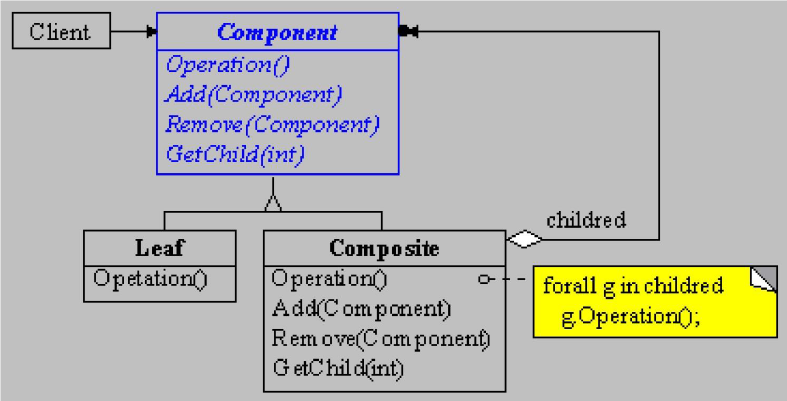 Client
Component
Operation()
Add(Component)
Remove(Component)
GetChild(int)
childred
Leaf
Opetation()
Composite
Operation()
Add(Component)
Remove(Component)
GetChild(int)
forall g in childred
g.Operation();